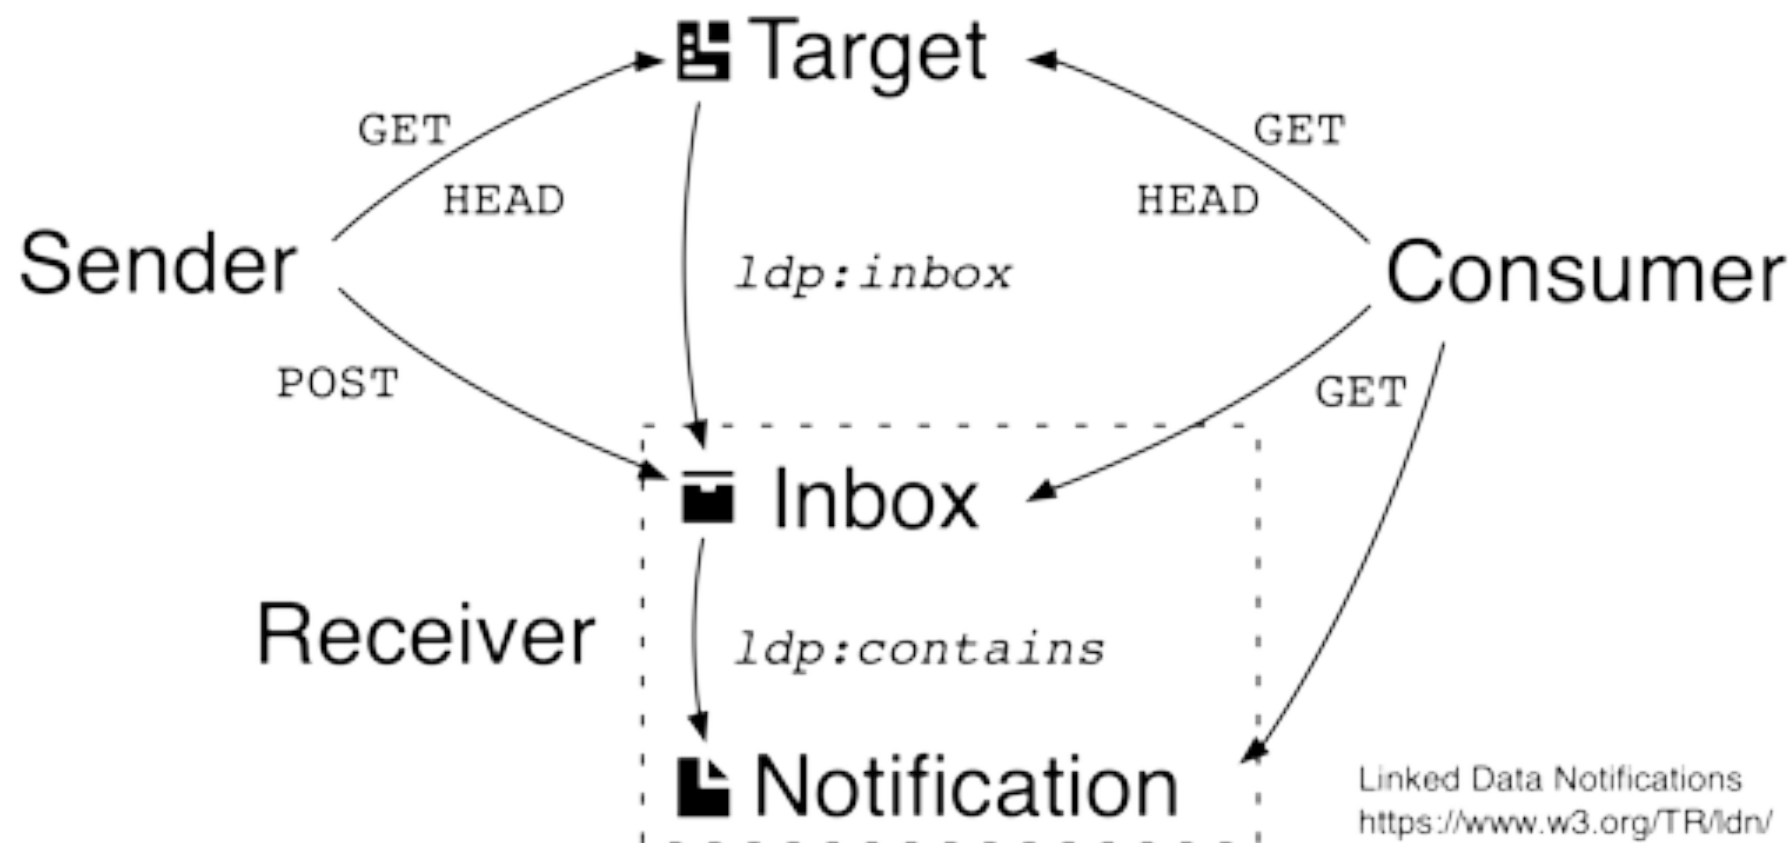 Target
GET
GET
HEAD
HEAD
Sender
ldp:inbox
Consumer
POST
GET
Inbox
Receiver
ldp:contains
Notification
Linked Data Notifications
https://www.w3.org/TR/ldn/